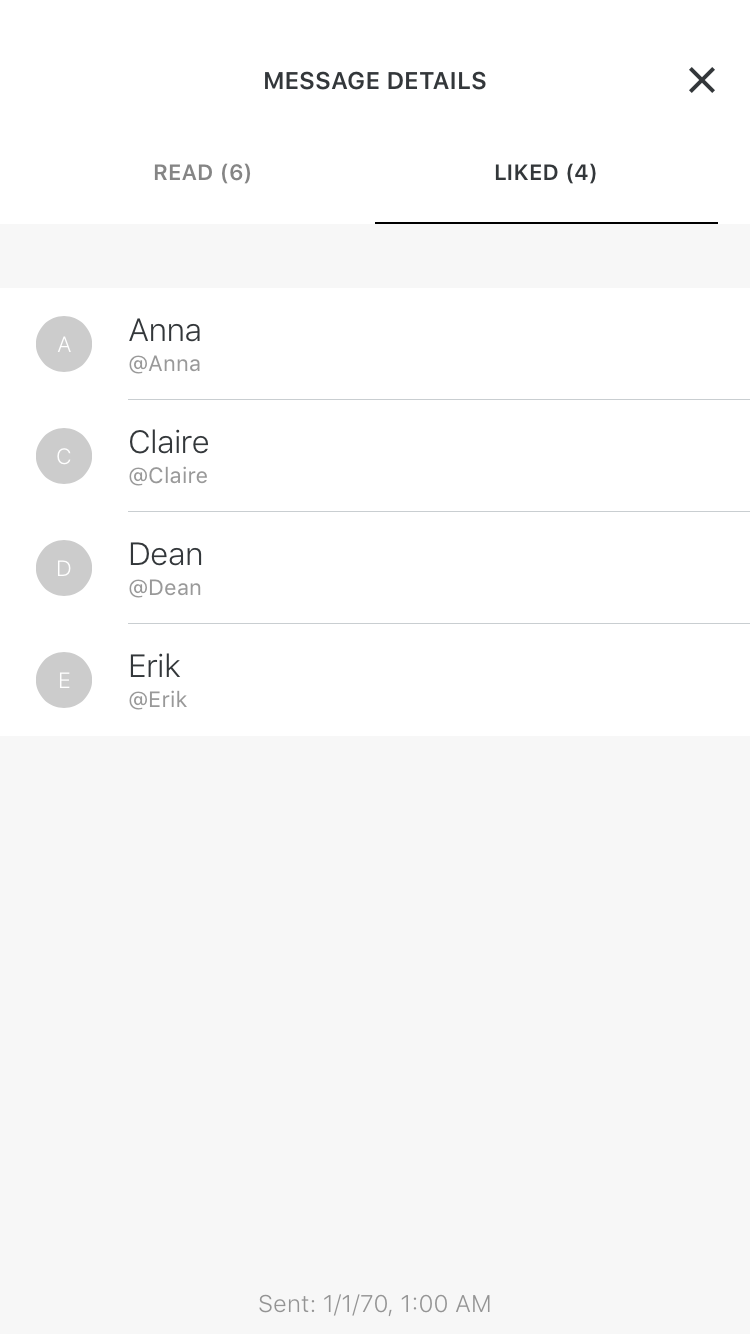 MESSAGE DETAILS
READ (6)
LIKED (4)
A
Anna
@Anna
C
Claire
@Claire
D
Dean
@Dean
E
Erik
@Erik
Sent: 1/1/70, 1:00 AM